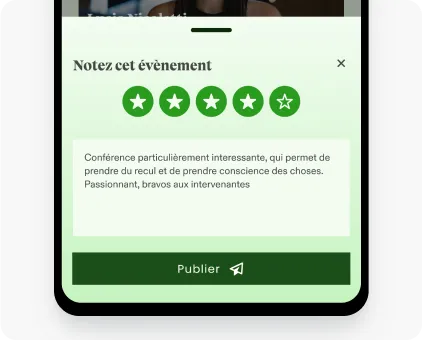 Notez cet évènement
Conférence particulièrement interessante, qui permet de
prendre du recul et de prendre conscience des choses.
Passionnant, bravos aux intervenantes
Publier